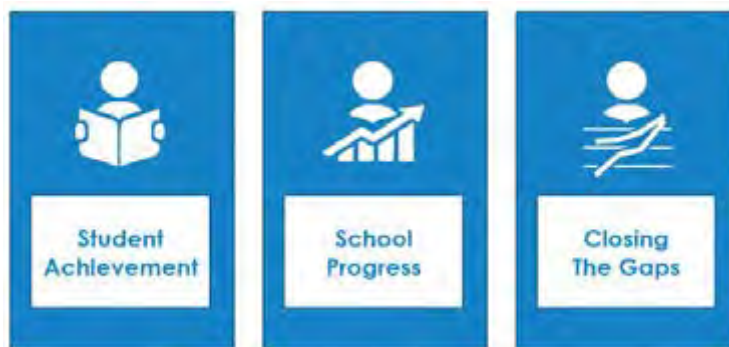 Student
Achievement
School
Progress
Closing
The Gaps